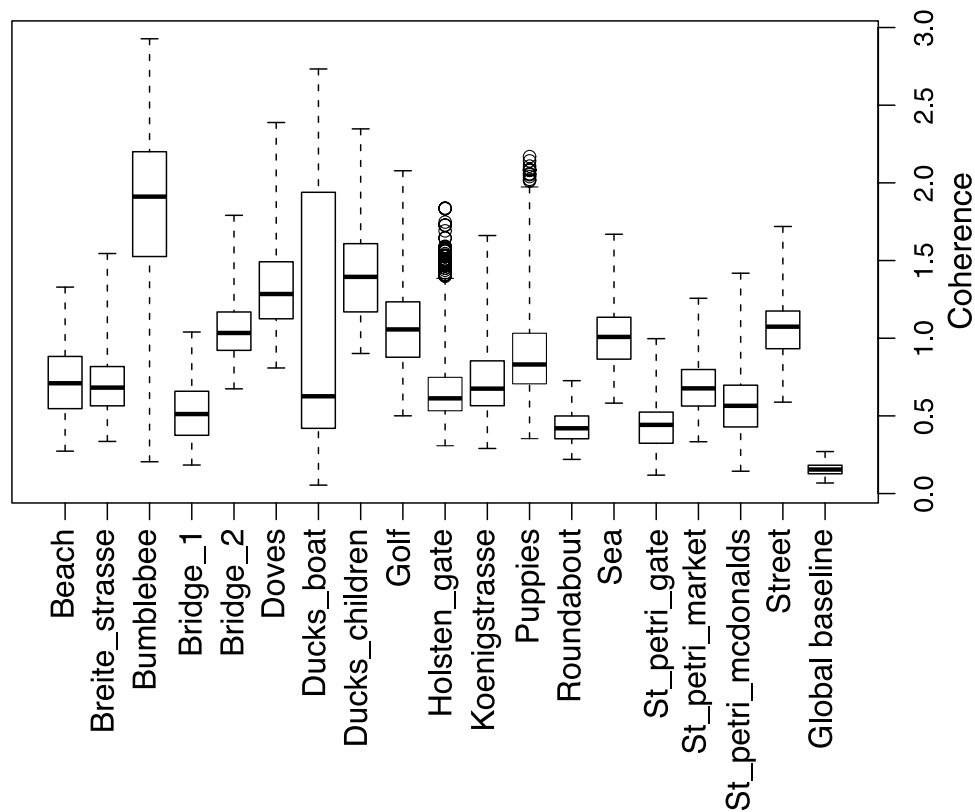 3.0
2.5
2.0
1.5
1.0
0.5
0.0
Coherence
Beach
Breite_strasse
Bumblebee
Bridge_1
Bridge_2
Doves
Ducks_boat
Ducks_children
Golf
Holsten_gate
Koenigstrasse
Puppies
Roundabout
Sea
St_petri_gate
St_petri_market
St_petri_mcdonalds
Street
Global baseline